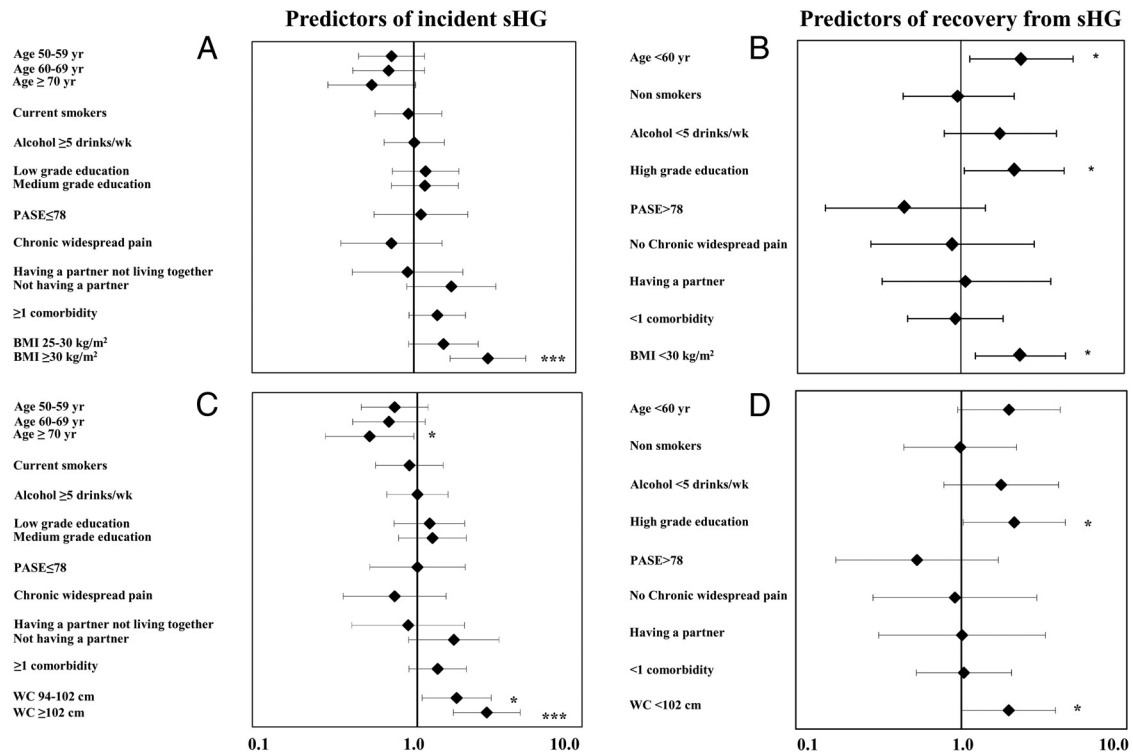 Predictors of incident sHG
Predictors of recovery from sHG
A
Age 50-59 yr
Age 60-69 yr
Age ≥ 70 yr
Current smokers
Alcohol ≥5 drinks/wk
Low grade education
Medium grade education
PASE≤78
Chronic widespread pain
Having a partner not living together
Not having a partner
≥1 comorbidity
BMI 25-30 kg/m²
BMI ≥30 kg/m²
***
B
Age <60 yr
*
Non smokers
Alcohol <5 drinks/wk
High grade education
*
PASE>78
No Chronic widespread pain
Having a partner
<1 comorbidity
BMI <30 kg/m²
*
C
Age 50-59 yr
Age 60-69 yr
Age ≥ 70 yr
*
Current smokers
Alcohol ≥5 drinks/wk
Low grade education
Medium grade education
PASE≤78
Chronic widespread pain
Having a partner not living together
Not having a partner
≥1 comorbidity
WC 94-102 cm
*
WC ≥102 cm
***
0.1 1.0 10.0
D
Age <60 yr
Non smokers
Alcohol <5 drinks/wk
High grade education
*
PASE>78
No Chronic widespread pain
Having a partner
<1 comorbidity
WC <102 cm
*
0.1 1.0 10.0